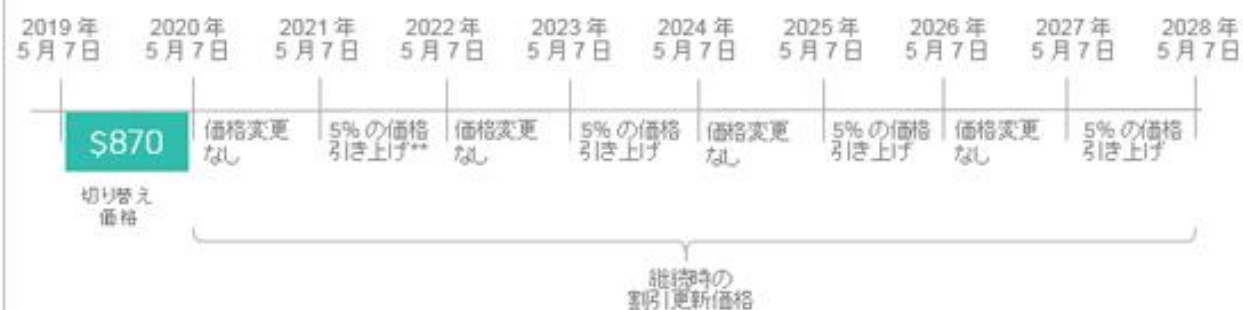 2019 年
5 月 7 日
2020 年
5 月 7 日
2021 年
5 月 7 日
2022 年
5 月 7 日
2023 年
5 月 7 日
2024 年
5 月 7 日
2025 年
5 月 7 日
2026 年
5 月 7 日
2027 年
5 月 7 日
2028 年
5 月 7 日
$870
切り替え
価格
価格変更
なし
5% の価格
引き上げ**
価格変更
なし
5% の価格
引き上げ
価格変更
なし
5% の価格
引き上げ
価格変更
なし
5% の価格
引き上げ
継続時の
割引更新価格